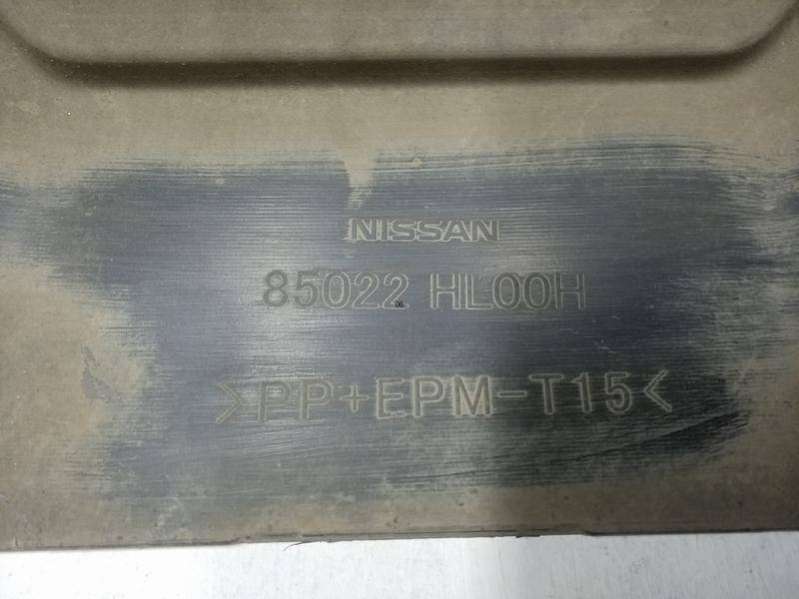 NISSAN
85022 HL00H
>PP+EPM-T15<